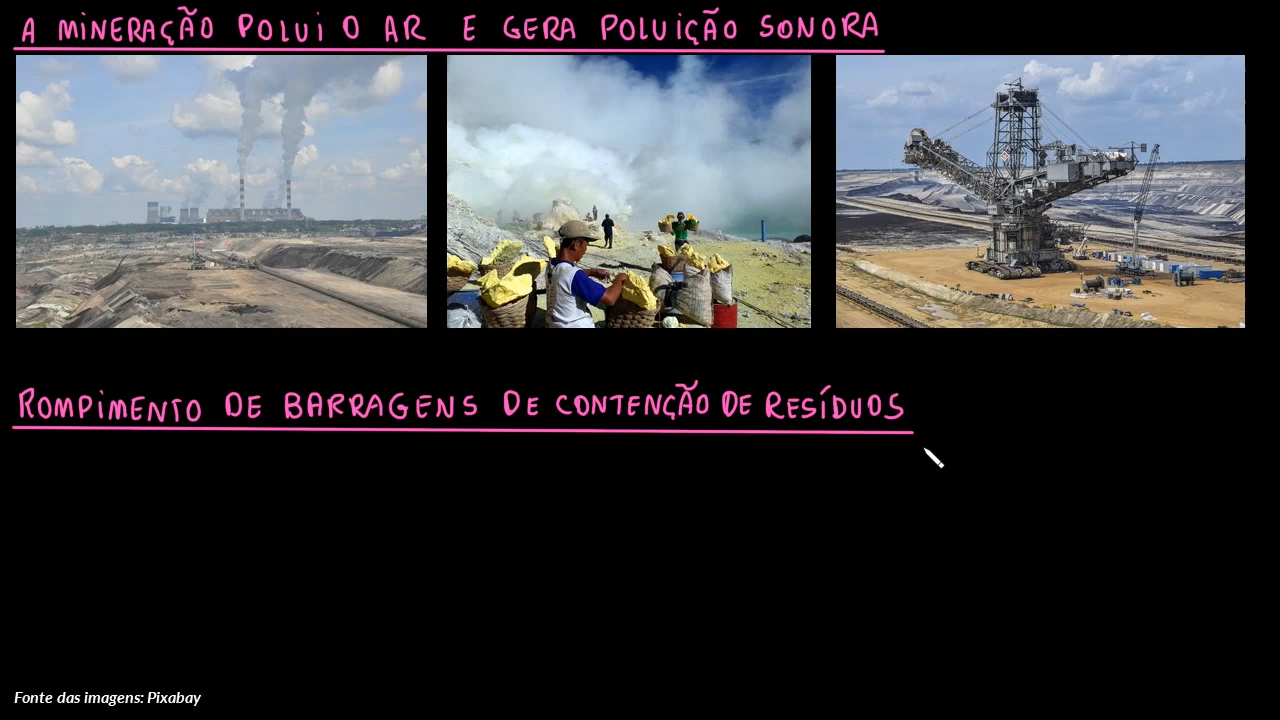 A MINERAÇÃO POLUI O AR E GERA POLUIÇÃO SONORA
ROMPIMENTO DE BARRAGENS DE CONTENÇÃO DE RESÍDUOS
Fonte das imagens: Pixabay